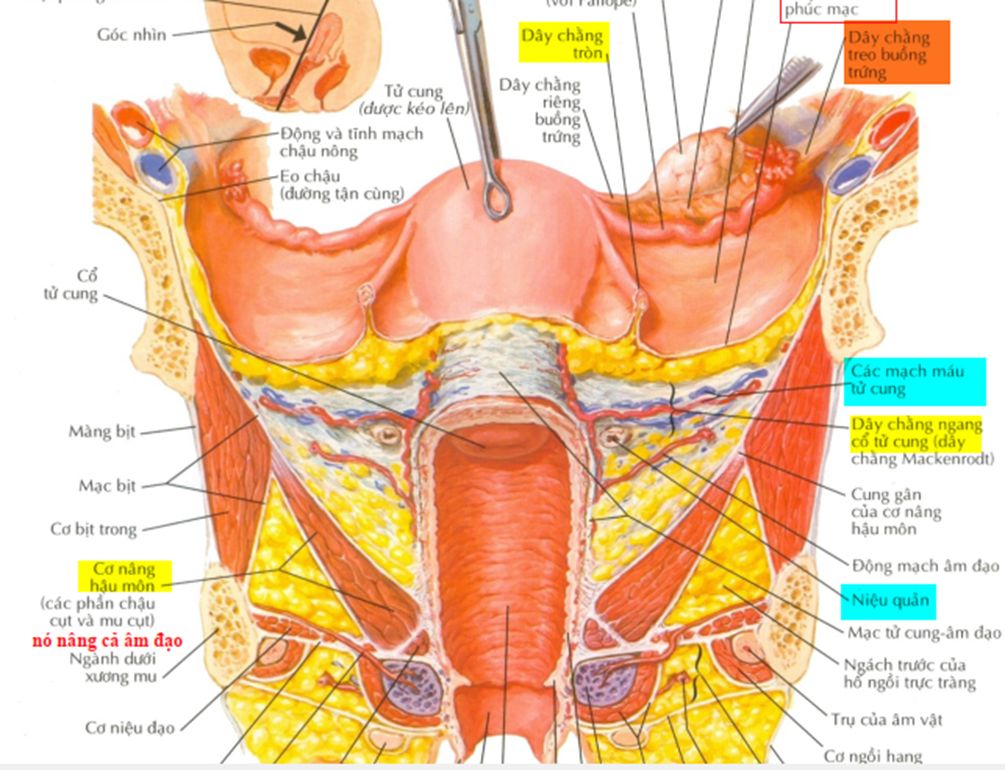 (vòi Fallope)
phúc mạc
Góc nhìn
Dây chằng
tròn
Dây chằng
treo buồng
trứng
Tử cung
(được kéo lên)
Dây chằng
riêng
buồng
trứng
Động và tĩnh mạch
chậu nông
Eo chậu
(đường tận cùng)
Cổ
tử cung
Các mạch máu
tử cung
Dây chằng ngang
cổ tử cung (dây
chằng Mackenrodt)
Màng bịt
Mạc bịt
Cơ bịt trong
Cung gân
của cơ nâng
hậu môn
Động mạch âm đạo
Cơ nâng
hậu môn
(các phần chậu
cụt và mu cụt)
nó nâng cả âm đạo
Niệu quản
Mạc tử cung-âm đạo
Ngành dưới
xương mu
Ngách trước của
hố ngồi trực tràng
Cơ niệu đạo
Trụ của âm vật
Cơ ngồi hang